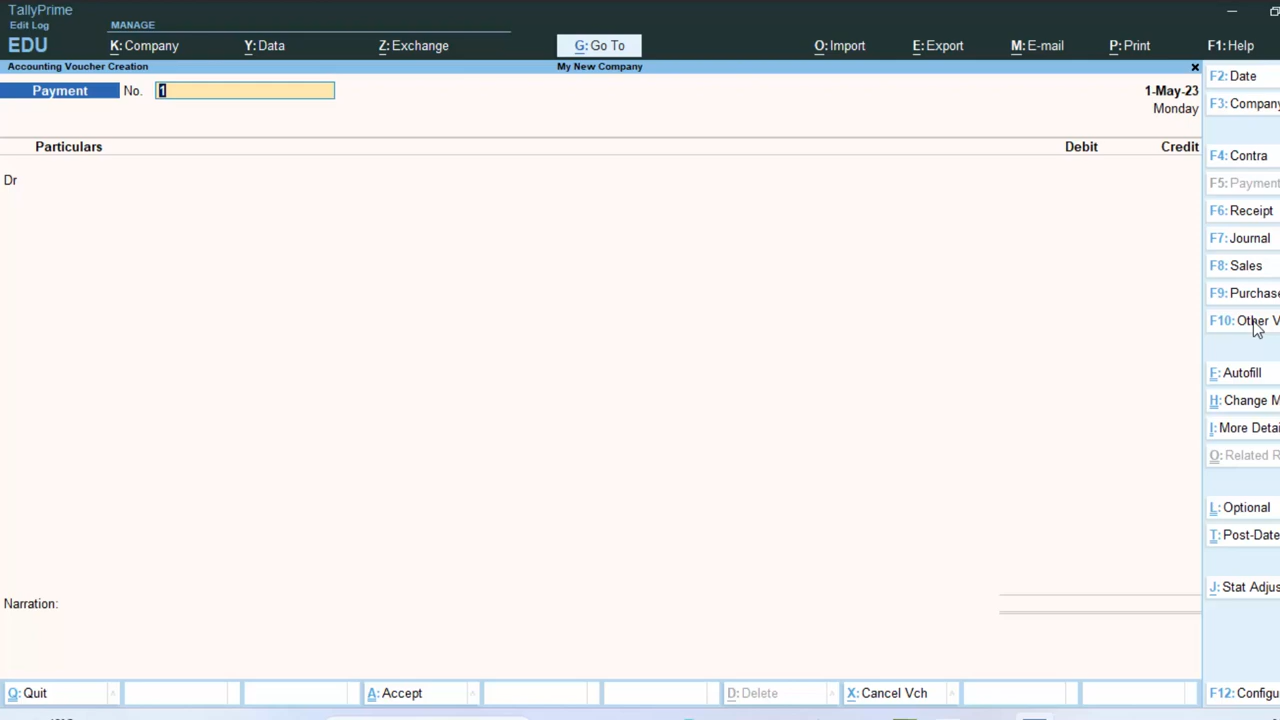 TallyPrime
Edit Log
EDU
MANAGE
K: Company
Y: Data
Z: Exchange
G: Go To
O: Import
E: Export
M: E-mail
P: Print
F1: Help
Accounting Voucher Creation
My New Company
x
Payment No. 1
1-May-23
Monday
Particulars Debit Credit
Dr
Narration:
F2: Date
F3: Company
F4: Contra
F5: Payment
F6: Receipt
F7: Journal
F8: Sales
F9: Purchase
F10: Other V
F: Autofill
H: Change M
I: More Detai
O: Related R
L: Optional
T: Post-Date
J: Stat Adjus
F12: Configu
Q: Quit
A: Accept
D: Delete
X: Cancel Vch